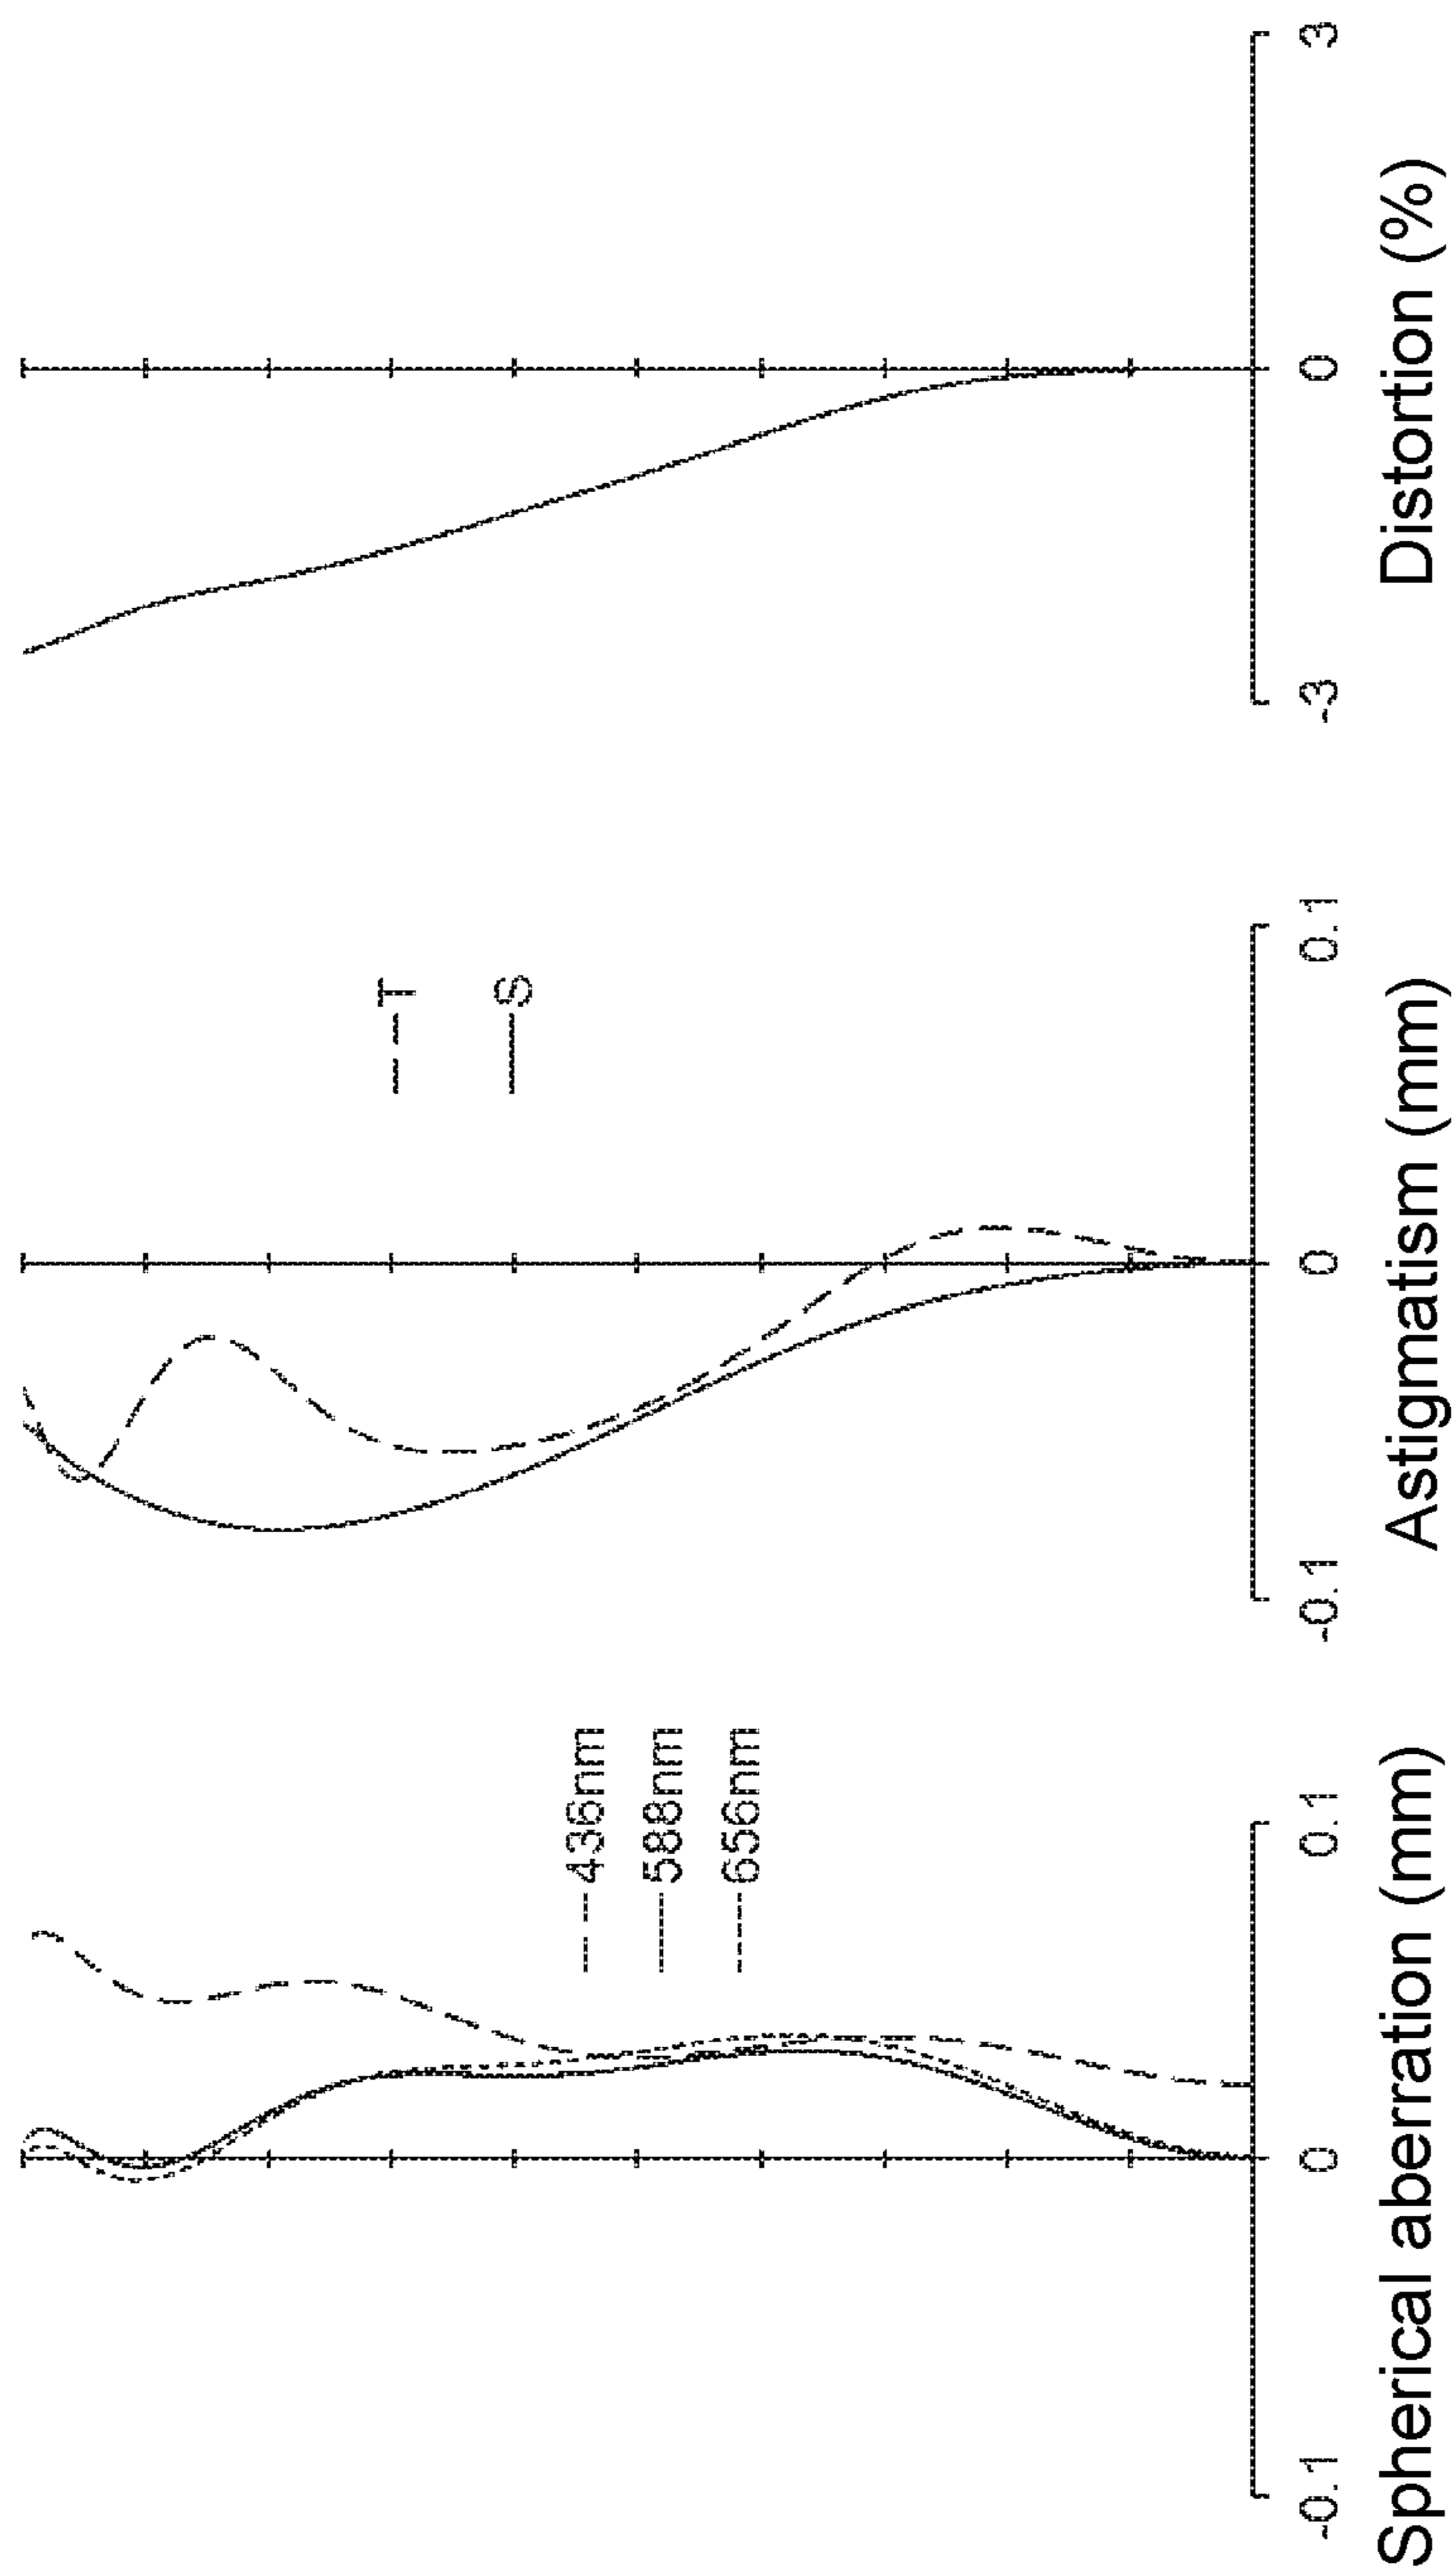 436nm
588nm
656nm
-0.1 0 0.1
Spherical aberration (mm)
T
S
-0.1 0 0.1
Astigmatism (mm)
-3 0 3
Distortion (%)